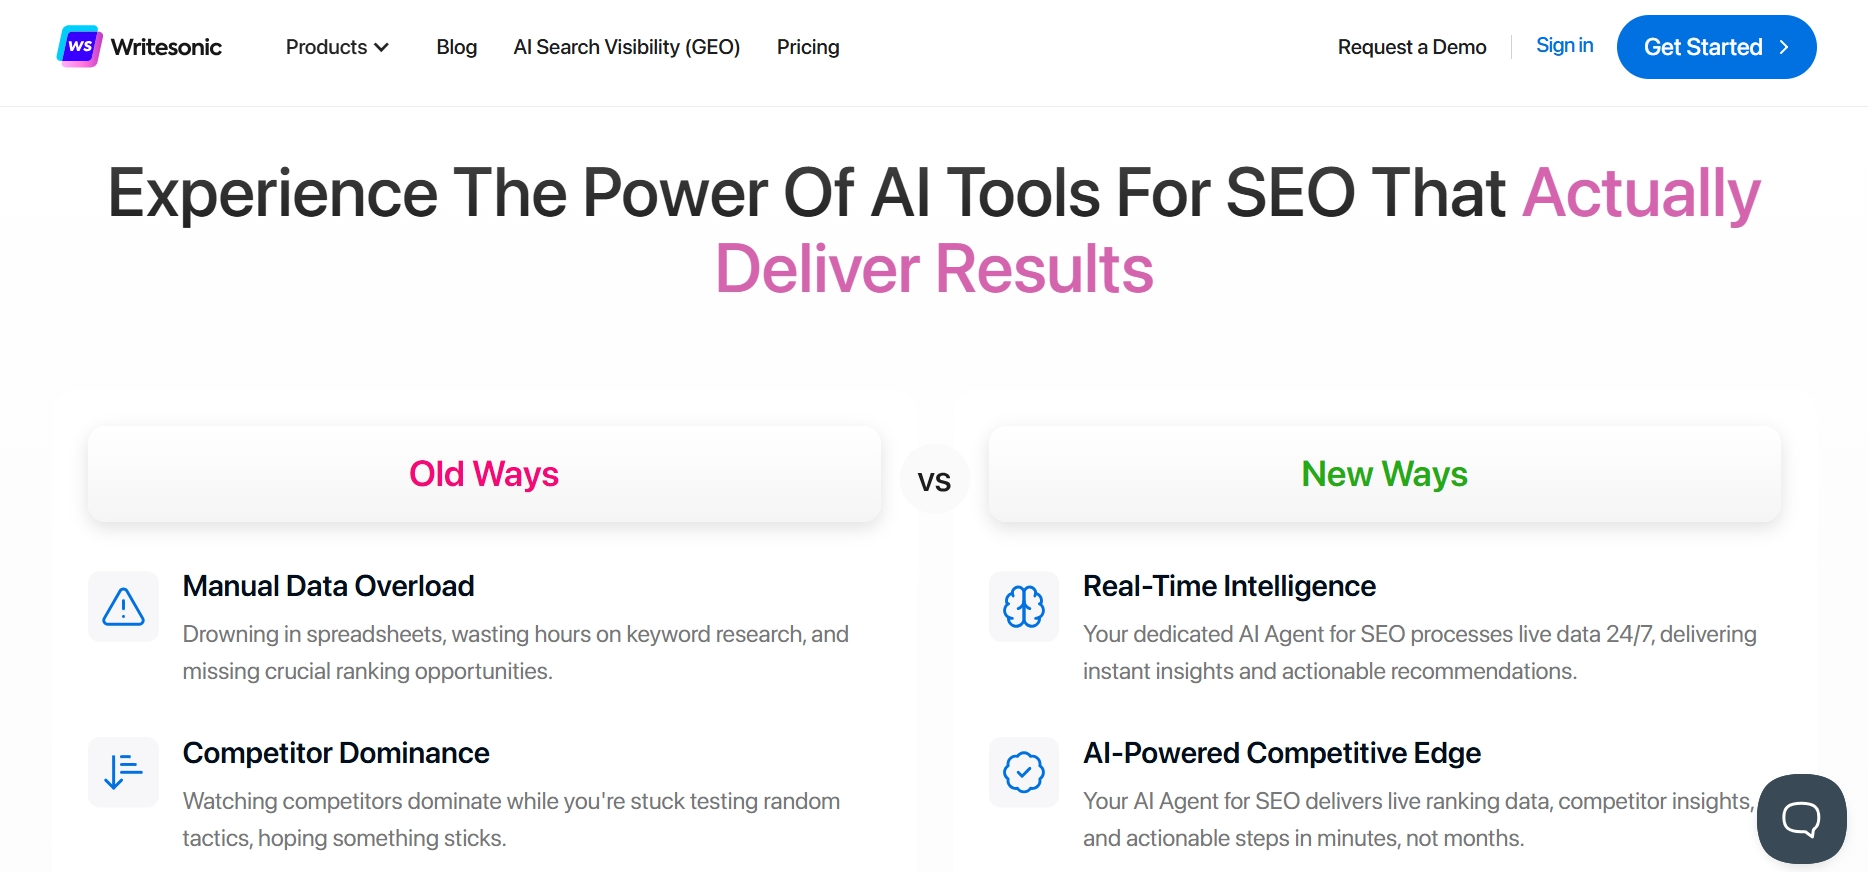 WS Writesonic Products Blog AI Search Visibility (GEO) Pricing Request a Demo Sign in Get Started
Experience The Power Of AI Tools For SEO That Actually
Deliver Results
Old Ways
VS
New Ways
Manual Data Overload
Drowning in spreadsheets, wasting hours on keyword research, and
missing crucial ranking opportunities.
Real-Time Intelligence
Your dedicated AI Agent for SEO processes live data 24/7, delivering
instant insights and actionable recommendations.
Competitor Dominance
Watching competitors dominate while you're stuck testing random
tactics, hoping something sticks.
AI-Powered Competitive Edge
Your AI Agent for SEO delivers live ranking data, competitor insights,
and actionable steps in minutes, not months.